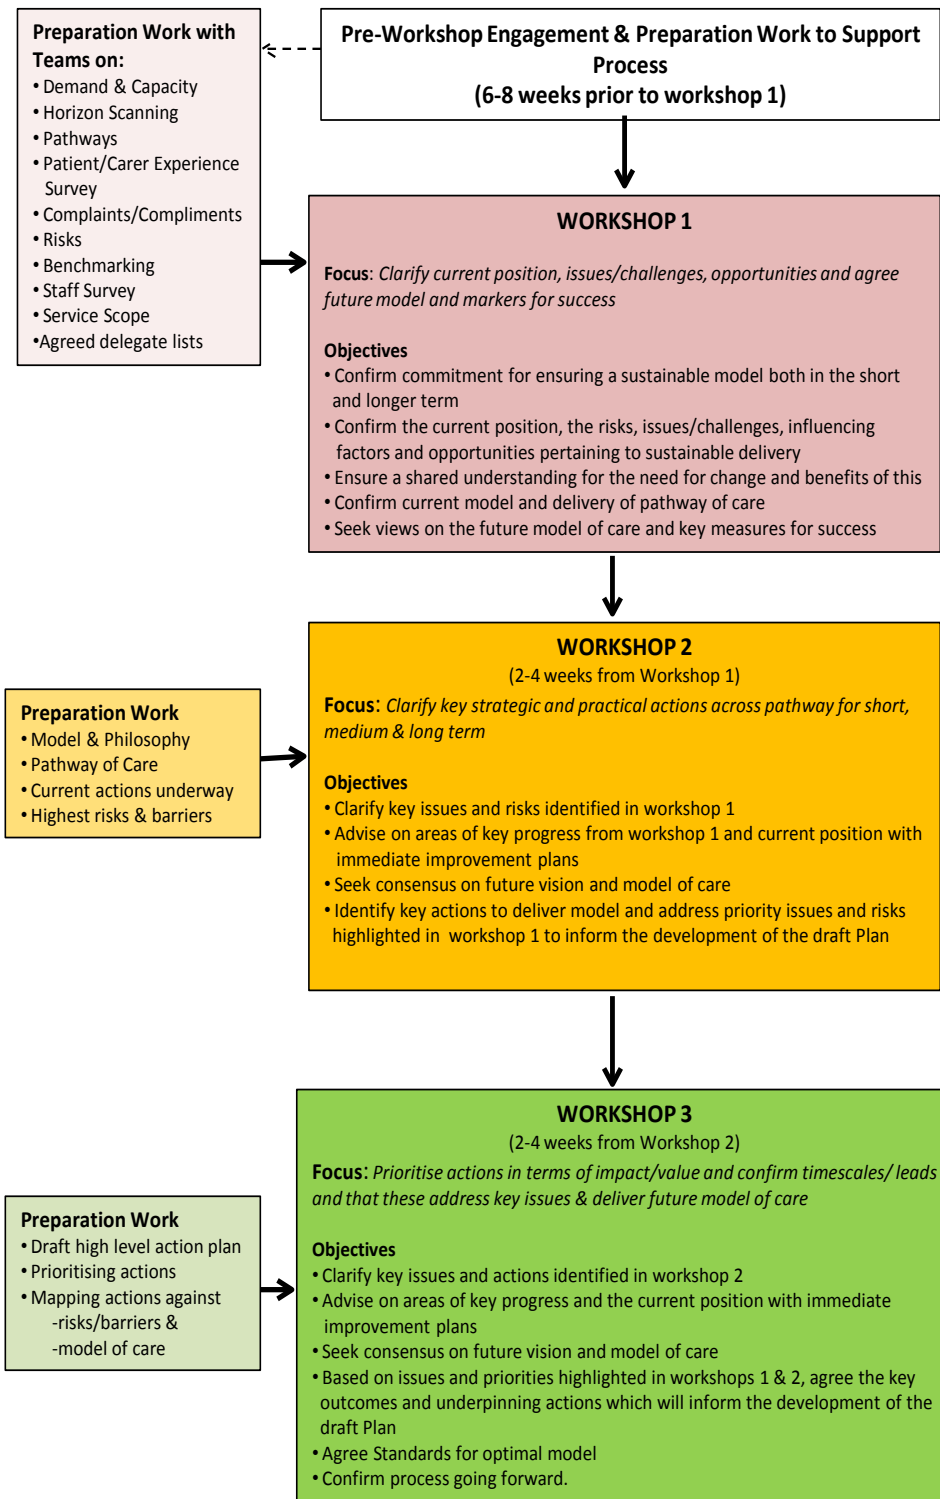 Preparation Work with
Teams on:
• Demand & Capacity
• Horizon Scanning
• Pathways
• Patient/Carer Experience
Survey
• Complaints/Compliments
• Risks
• Benchmarking
• Staff Survey
• Service Scope
•Agreed delegate lists
Pre-Workshop Engagement & Preparation Work to Support
Process
(6-8 weeks prior to workshop 1)
WORKSHOP 1
Focus: Clarify current position, issues/challenges, opportunities and agree
future model and markers for success
Objectives
• Confirm commitment for ensuring a sustainable model both in the short
and longer term
• Confirm the current position, the risks, issues/challenges, influencing
factors and opportunities pertaining to sustainable delivery
• Ensure a shared understanding for the need for change and benefits of this
• Confirm current model and delivery of pathway of care
• Seek views on the future model of care and key measures for success
WORKSHOP 2
(2-4 weeks from Workshop 1)
Focus: Clarify key strategic and practical actions across pathway for short,
medium & long term
Objectives
• Clarify key issues and risks identified in workshop 1
• Advise on areas of key progress from workshop 1 and current position with
immediate improvement plans
• Seek consensus on future vision and model of care
• Identify key actions to deliver model and address priority issues and risks
highlighted in workshop 1 to inform the development of the draft Plan
Preparation Work
• Model & Philosophy
• Pathway of Care
• Current actions underway
• Highest risks & barriers
WORKSHOP 3
(2-4 weeks from Workshop 2)
Focus: Prioritise actions in terms of impact/value and confirm timescales/ leads
and that these address key issues & deliver future model of care
Objectives
• Clarify key issues and actions identified in workshop 2
• Advise on areas of key progress and the current position with immediate
improvement plans
• Seek consensus on future vision and model of care
• Based on issues and priorities highlighted in workshops 1 & 2, agree the key
outcomes and underpinning actions which will inform the development of the
draft Plan
• Agree Standards for optimal model
• Confirm process going forward.
Preparation Work
• Draft high level action plan
• Prioritising actions
• Mapping actions against
-risks/barriers &
-model of care